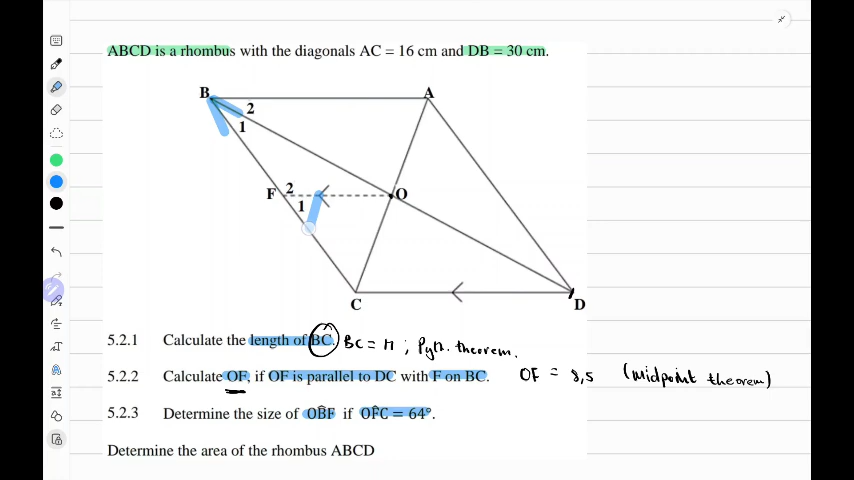 ABCD is a rhombus with the diagonals AC = 16 cm and DB = 30 cm.
B
A
2
1
F
2
1
O
C
D
5.2.1 Calculate the length of BC. BC = 17 ; Pyth. theorem.
5.2.2 Calculate OF, if OF is parallel to DC with F on BC. OF = 8,5 (midpoint theorem)
5.2.3 Determine the size of OB̂F if OF̂C = 64°.
Determine the area of the rhombus ABCD